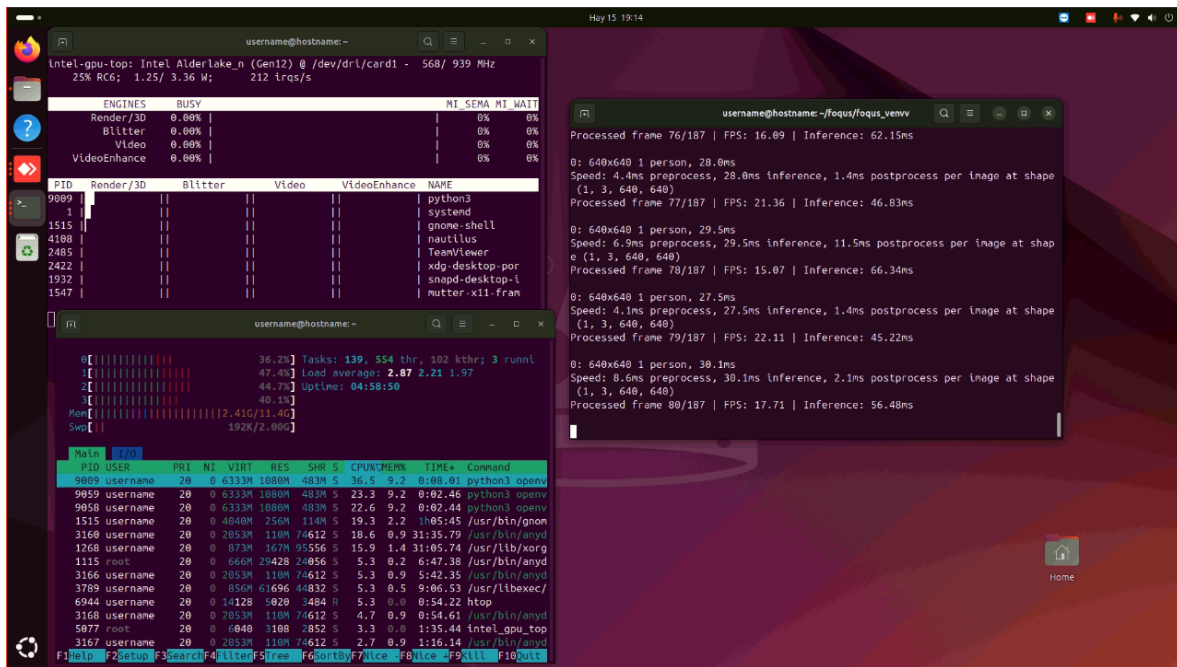 Hay 15 19:14
username@hostname: ~
intel-gpu-top: Intel Alderlake_n (Gen12) @ /dev/dri/card1 - 568/ 939 MHz
25% RC6; 1.25/ 3.36 W; 212 irqs/s
ENGINES BUSY MI_SEMA MI_WAIT
Render/3D 0.00% | | 0% 0%
Blitter 0.00% | | 0% 0%
Video 0.00% | | 0% 0%
VideoEnhance 0.00% | | 0% 0%
PID Render/3D Blitter Video VideoEnhance NAME
9009 | || || || | python3
1 | || || || | systemd
1515 | || || || | gnome-shell
4108 | || || || | nautilus
2485 | || || || | TeamViewer
2422 | || || || | xdg-desktop-por
1932 | || || || | snapd-desktop-i
1547 | || || || | mutter-x11-fram
username@hostname: ~
0[ 36.2%] Tasks: 139, 554 thr, 102 kthr; 3 runni
1[ 47.4%] Load average: 2.87 2.21 1.97
2[ 44.7%] Uptime: 04:58:50
3[ 40.1%]
Mem[ 2.41G/11.4G]
Swp[ 192K/2.00G]
Main I/O
PID USER PRI NI VIRT RES SHR S CPU%▽MEM% TIME+ Command
9009 username 20 0 6333M 1080M 483M S 36.5 9.2 0:08.01 python3 openv
9059 username 20 0 6333M 1080M 483M S 23.3 9.2 0:02.46 python3 openv
9058 username 20 0 6333M 1080M 483M S 22.6 9.2 0:02.44 python3 openv
1515 username 20 0 4040M 256M 114M S 19.3 2.2 1h05:45 /usr/bin/gnom
3160 username 20 0 2053M 110M 74612 S 18.6 0.9 31:35.79 /usr/bin/anyd
1268 username 20 0 873M 167M 95556 S 15.9 1.4 31:05.74 /usr/lib/xorg
1115 root 20 0 666M 29428 24056 S 5.3 0.2 6:47.38 /usr/bin/anyd
3166 username 20 0 2053M 110M 74612 S 5.3 0.9 5:42.35 /usr/bin/anyd
3789 username 20 0 856M 61696 44832 S 5.3 0.5 9:06.53 /usr/libexec/
6944 username 20 0 14128 5020 3484 R 5.3 0.0 0:54.22 htop
3168 username 20 0 2053M 110M 74612 S 4.7 0.9 0:54.61 /usr/bin/anyd
5077 root 20 0 6040 3108 2852 S 3.3 0.0 1:35.44 intel_gpu_top
3167 username 20 0 2053M 110M 74612 S 2.7 0.9 1:16.14 /usr/bin/anyd
F1Help F2Setup F3SearchF4FilterF5Tree F6SortByF7Nice -F8Nice +F9Kill F10Quit
username@hostname: ~/foqus/foqus_venvv
Processed frame 76/187 | FPS: 16.09 | Inference: 62.15ms
0: 640x640 1 person, 28.0ms
Speed: 4.4ms preprocess, 28.0ms inference, 1.4ms postprocess per image at shape
(1, 3, 640, 640)
Processed frame 77/187 | FPS: 21.36 | Inference: 46.83ms
0: 640x640 1 person, 29.5ms
Speed: 6.9ms preprocess, 29.5ms inference, 11.5ms postprocess per image at shap
e (1, 3, 640, 640)
Processed frame 78/187 | FPS: 15.07 | Inference: 66.34ms
0: 640x640 1 person, 27.5ms
Speed: 4.1ms preprocess, 27.5ms inference, 1.4ms postprocess per image at shape
(1, 3, 640, 640)
Processed frame 79/187 | FPS: 22.11 | Inference: 45.22ms
0: 640x640 1 person, 30.1ms
Speed: 8.6ms preprocess, 30.1ms inference, 2.1ms postprocess per image at shape
(1, 3, 640, 640)
Processed frame 80/187 | FPS: 17.71 | Inference: 56.48ms
Home